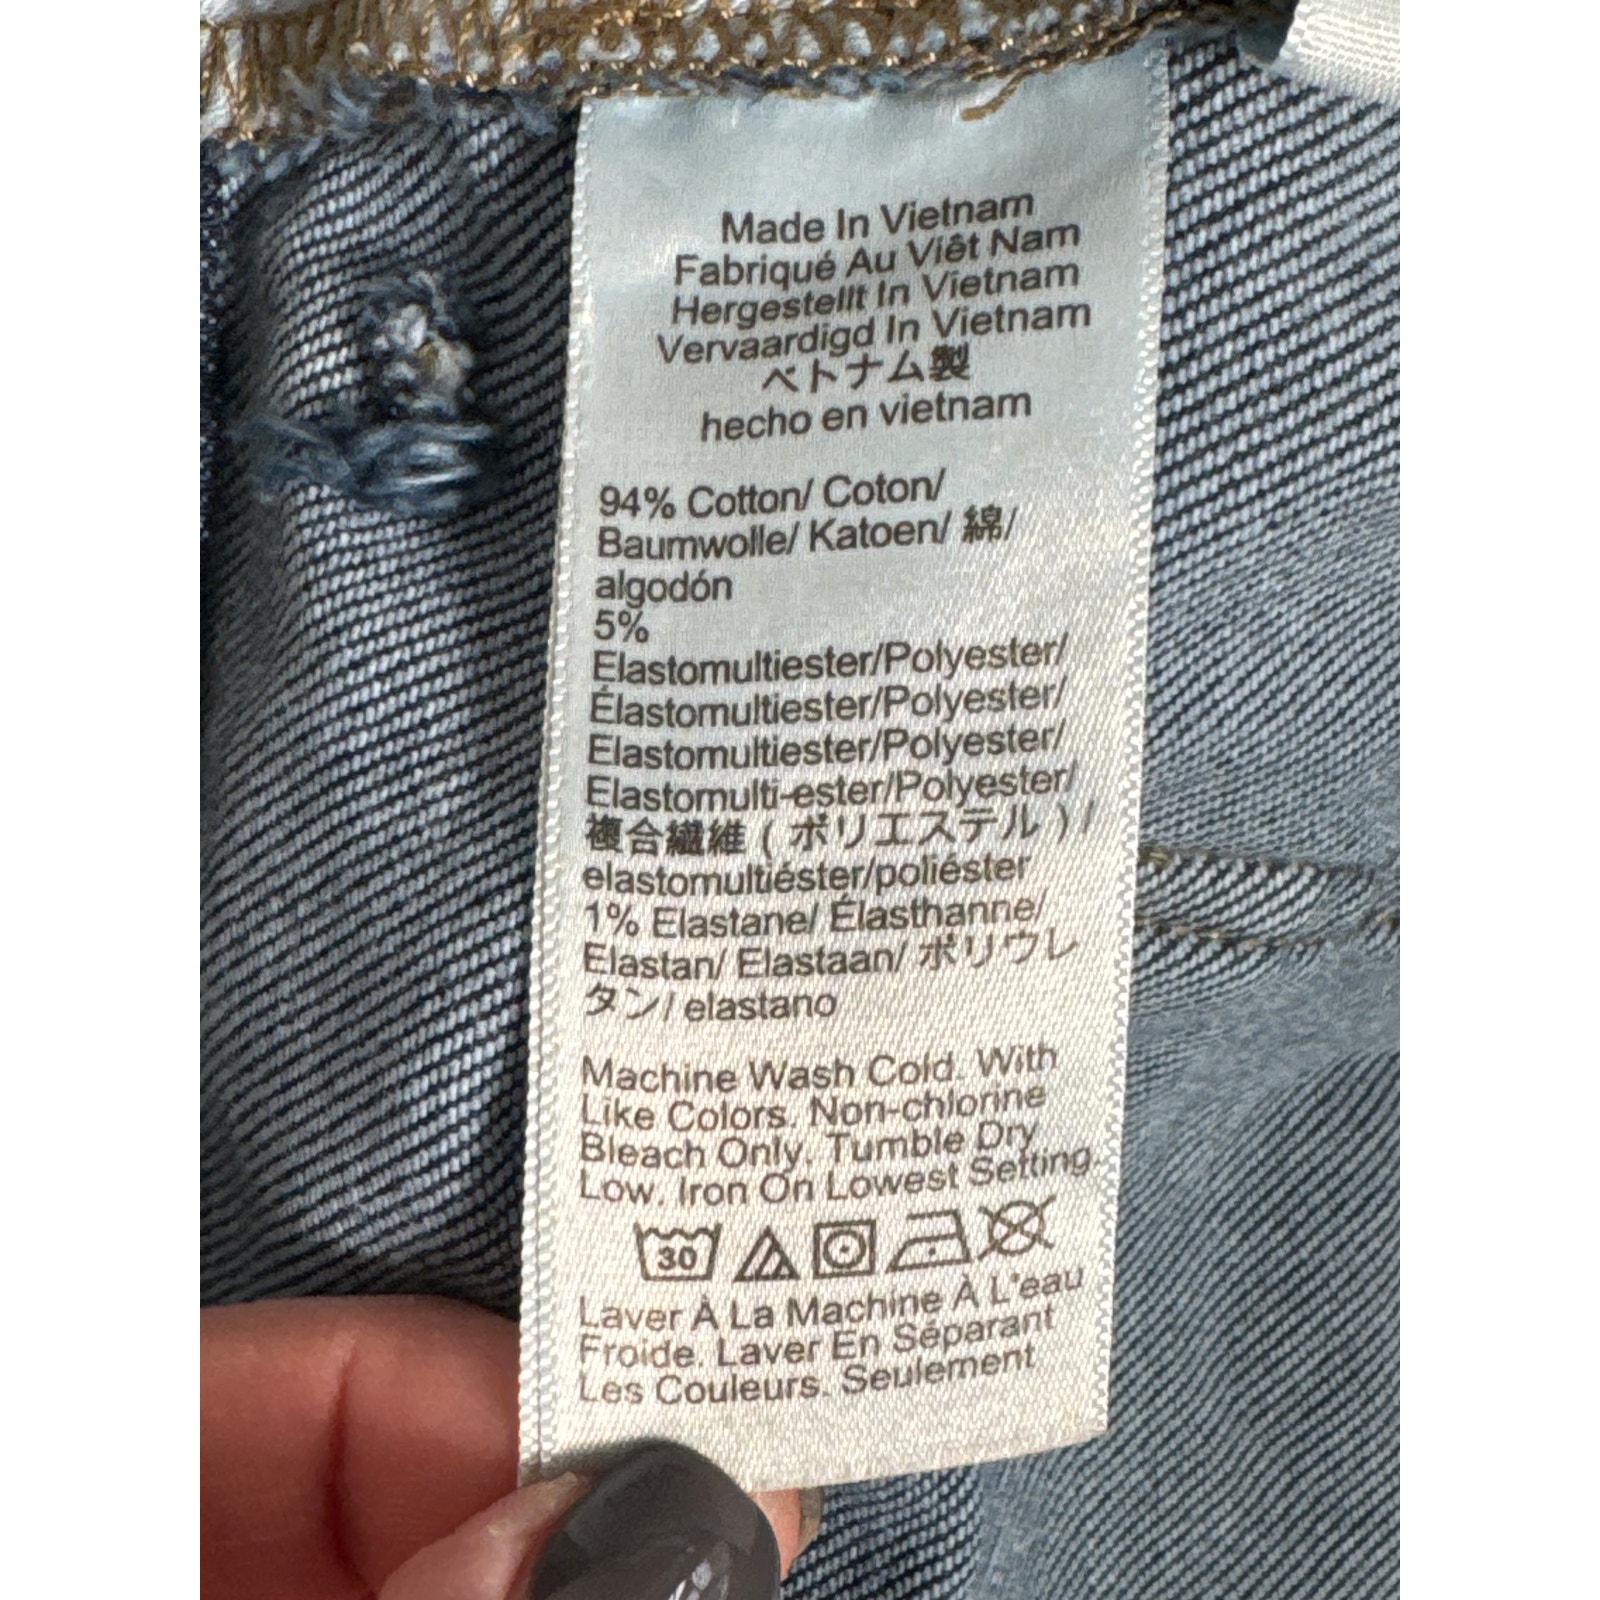 Made In Vietnam
Fabriqué Au Viêt Nam
Hergestellt In Vietnam
Vervaardigd In Vietnam
ベトナム製
hecho en vietnam
94% Cotton/ Coton/
Baumwolle/ Katoen/ 綿/
algodón
5%
Elastomultiester/Polyester/
Élastomultiester/Polyester/
Elastomultiester/Polyester/
Elastomulti-ester/Polyester/
複合繊維 ( ポリエステル ) /
elastomultiéster/poliéster
1% Elastane/ Élasthanne/
Elastan/ Elastaan/ ポリウレ
タン/ elastano
Machine Wash Cold. With
Like Colors. Non-chlorine
Bleach Only. Tumble Dry
Low. Iron On Lowest Setting.
30
Laver À La Machine À L'eau
Froide. Laver En Séparant
Les Couleurs. Seulement